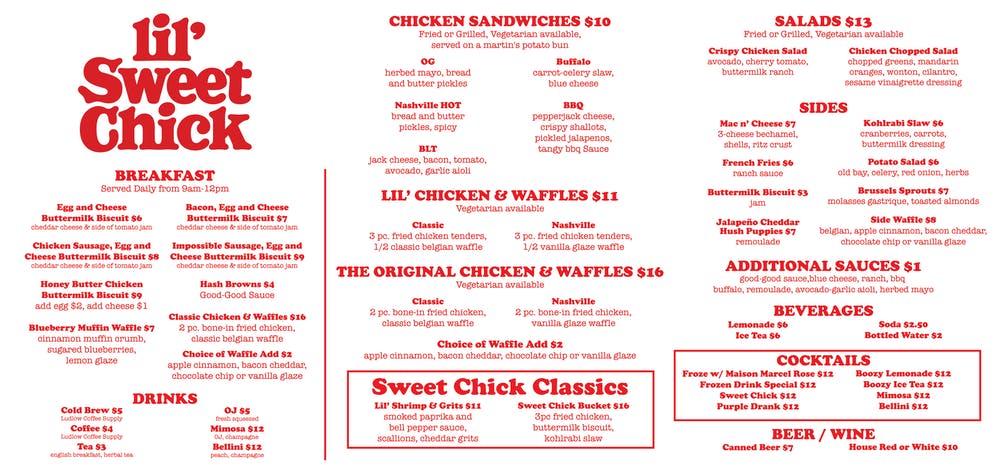 lil'
Sweet
Chick
BREAKFAST
Served Daily from 9am-12pm
Egg and Cheese
Buttermilk Biscuit $6
cheddar cheese & side of tomato jam
Bacon, Egg and Cheese
Buttermilk Biscuit $7
cheddar cheese & side of tomato jam
Chicken Sausage, Egg and
Cheese Buttermilk Biscuit $8
cheddar cheese & side of tomato jam
Impossible Sausage, Egg and
Cheese Buttermilk Biscuit $9
cheddar cheese & side of tomato jam
Honey Butter Chicken
Buttermilk Biscuit $9
add egg $2, add cheese $1
Hash Browns $4
Good-Good Sauce
Blueberry Muffin Waffle $7
cinnamon muffin crumb,
sugared blueberries,
lemon glaze
Classic Chicken & Waffles $16
2 pc. bone-in fried chicken,
classic belgian waffle
Choice of Waffle Add $2
apple cinnamon, bacon cheddar,
chocolate chip or vanilla glaze
DRINKS
Cold Brew $5
Ludlow Coffee Supply
Coffee $4
Ludlow Coffee Supply
Tea $3
english breakfast, herbal tea
OJ $5
fresh squeezed
Mimosa $12
OJ, champagne
Bellini $12
peach, champagne
CHICKEN SANDWICHES $10
Fried or Grilled, Vegetarian available,
served on a martin's potato bun
OG
herbed mayo, bread
and butter pickles
Buffalo
carrot-celery slaw,
blue cheese
Nashville HOT
bread and butter
pickles, spicy
BBQ
pepperjack cheese,
crispy shallots,
pickled jalapenos,
tangy bbq Sauce
BLT
jack cheese, bacon, tomato,
avocado, garlic aioli
LIL' CHICKEN & WAFFLES $11
Vegetarian available
Classic
3 pc. fried chicken tenders,
1/2 classic belgian waffle
Nashville
3 pc. fried chicken tenders,
1/2 vanilla glaze waffle
THE ORIGINAL CHICKEN & WAFFLES $16
Vegetarian available
Classic
2 pc. bone-in fried chicken,
classic belgian waffle
Nashville
2 pc. bone-in fried chicken,
vanilla glaze waffle
Choice of Waffle Add $2
apple cinnamon, bacon cheddar, chocolate chip or vanilla glaze
Sweet Chick Classics
Lil' Shrimp & Grits $11
smoked paprika and
bell pepper sauce,
scallions, cheddar grits
Sweet Chick Bucket $16
3pc fried chicken,
buttermilk biscuit,
kohlrabi slaw
SALADS $13
Fried or Grilled, Vegetarian available
Crispy Chicken Salad
avocado, cherry tomato,
buttermilk ranch
Chicken Chopped Salad
chopped greens, mandarin
oranges, wonton, cilantro,
sesame vinaigrette dressing
SIDES
Mac n' Cheese $7
3-cheese bechamel,
shells, ritz crust
Kohlrabi Slaw $6
cranberries, carrots,
buttermilk dressing
French Fries $6
ranch sauce
Potato Salad $6
old bay, celery, red onion, herbs
Buttermilk Biscuit $3
jam
Brussels Sprouts $7
molasses gastrique, toasted almonds
Jalapeño Cheddar
Hush Puppies $7
remoulade
Side Waffle $8
belgian, apple cinnamon, bacon cheddar,
chocolate chip or vanilla glaze
ADDITIONAL SAUCES $1
good-good sauce,blue cheese, ranch, bbq
buffalo, remoulade, avocado-garlic aioli, herbed mayo
BEVERAGES
Lemonade $6
Ice Tea $6
Soda $2.50
Bottled Water $2
COCKTAILS
Froze w/ Maison Marcel Rose $12
Frozen Drink Special $12
Sweet Chick $12
Purple Drank $12
Boozy Lemonade $12
Boozy Ice Tea $12
Mimosa $12
Bellini $12
BEER / WINE
Canned Beer $7
House Red or White $10